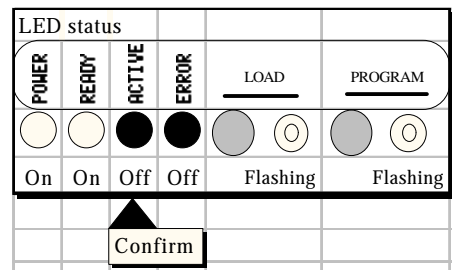 LED status
POWER READY ACTIVE ERROR LOAD PROGRAM
On On Off Off Flashing Flashing
Confirm